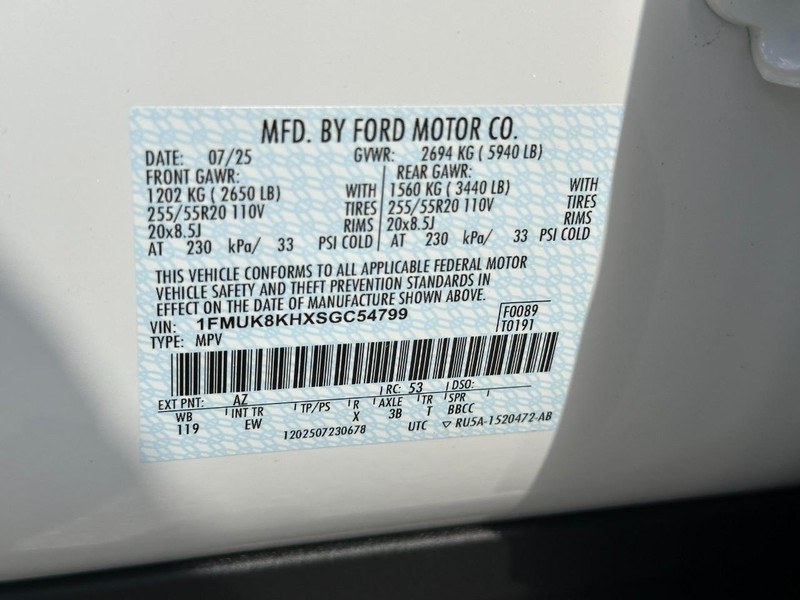 MFD. BY FORD MOTOR CO.
DATE: 07/25 GVWR: 2694 KG ( 5940 LB)
FRONT GAWR: REAR GAWR:
1202 KG ( 2650 LB) WITH 1560 KG ( 3440 LB) WITH
255/55R20 110V TIRES 255/55R20 110V TIRES
20x8.5J RIMS 20x8.5J RIMS
AT 230 kPa/ 33 PSI COLD AT 230 kPa/ 33 PSI COLD
THIS VEHICLE CONFORMS TO ALL APPLICABLE FEDERAL MOTOR
VEHICLE SAFETY AND THEFT PREVENTION STANDARDS IN
EFFECT ON THE DATE OF MANUFACTURE SHOWN ABOVE.
VIN: 1FMUK8KHXSGC54799 F0089
TYPE: MPV T0191
EXT PNT: AZ RC: 53 DSO:
WB INT TR TP/PS R AXLE TR SPR
119 EW X 3B T BBCC
1202507230678 UTC ▽ RU5A-1520472-AB